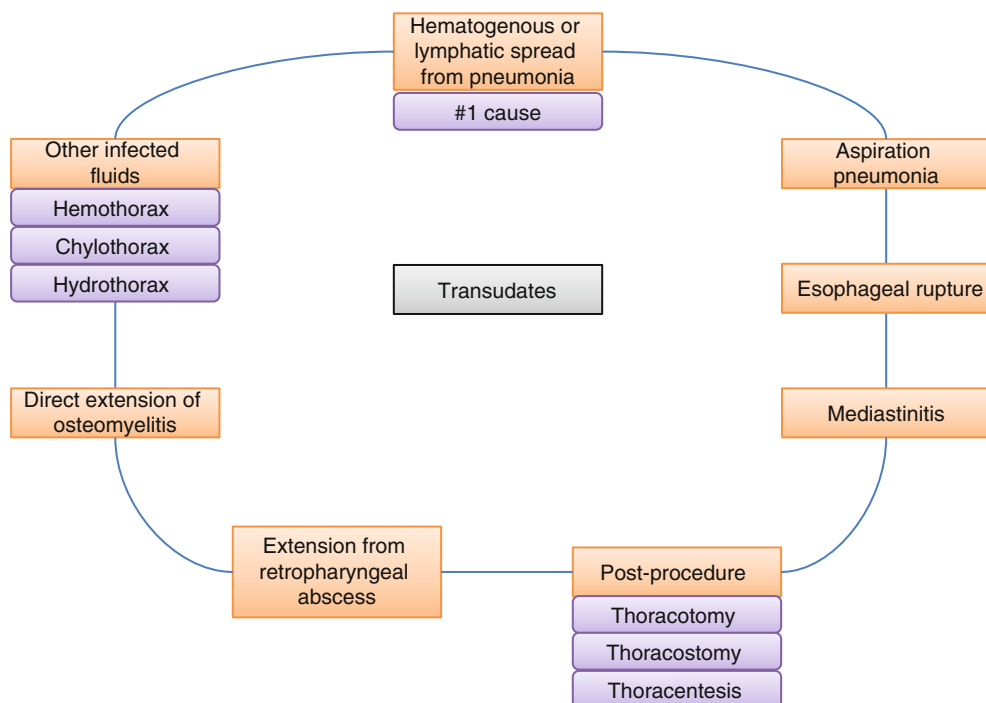 Hematogenous or
lymphatic spread
from pneumonia
#1 cause
Aspiration
pneumonia
Esophageal rupture
Mediastinitis
Post-procedure
Thoracotomy
Thoracostomy
Thoracentesis
Extension from
retropharyngeal
abscess
Direct extension of
osteomyelitis
Other infected
fluids
Hemothorax
Chylothorax
Hydrothorax
Transudates